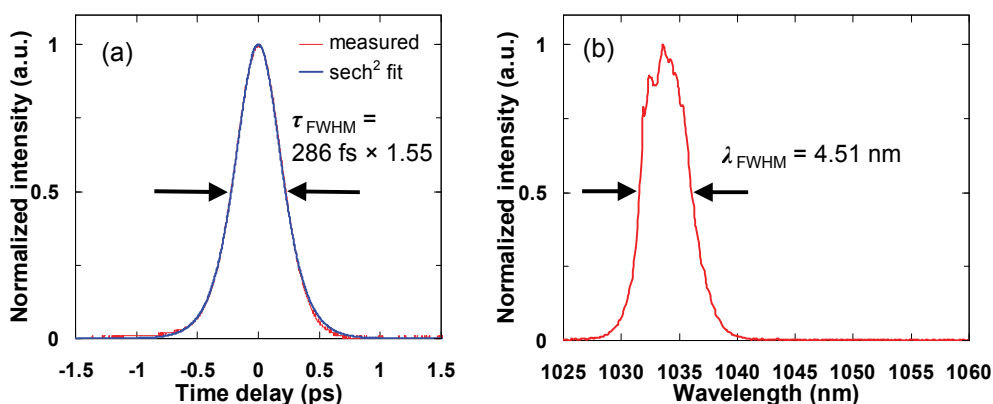 (a)
measured
sech² fit
τ FWHM =
286 fs × 1.55
Normalized intensity (a.u.)
1
0.5
0
-1.5 -1 -0.5 0 0.5 1 1.5
Time delay (ps)
(b)
λ FWHM = 4.51 nm
Normalized intensity (a.u.)
1
0.5
0
1025 1030 1035 1040 1045 1050 1055 1060
Wavelength (nm)